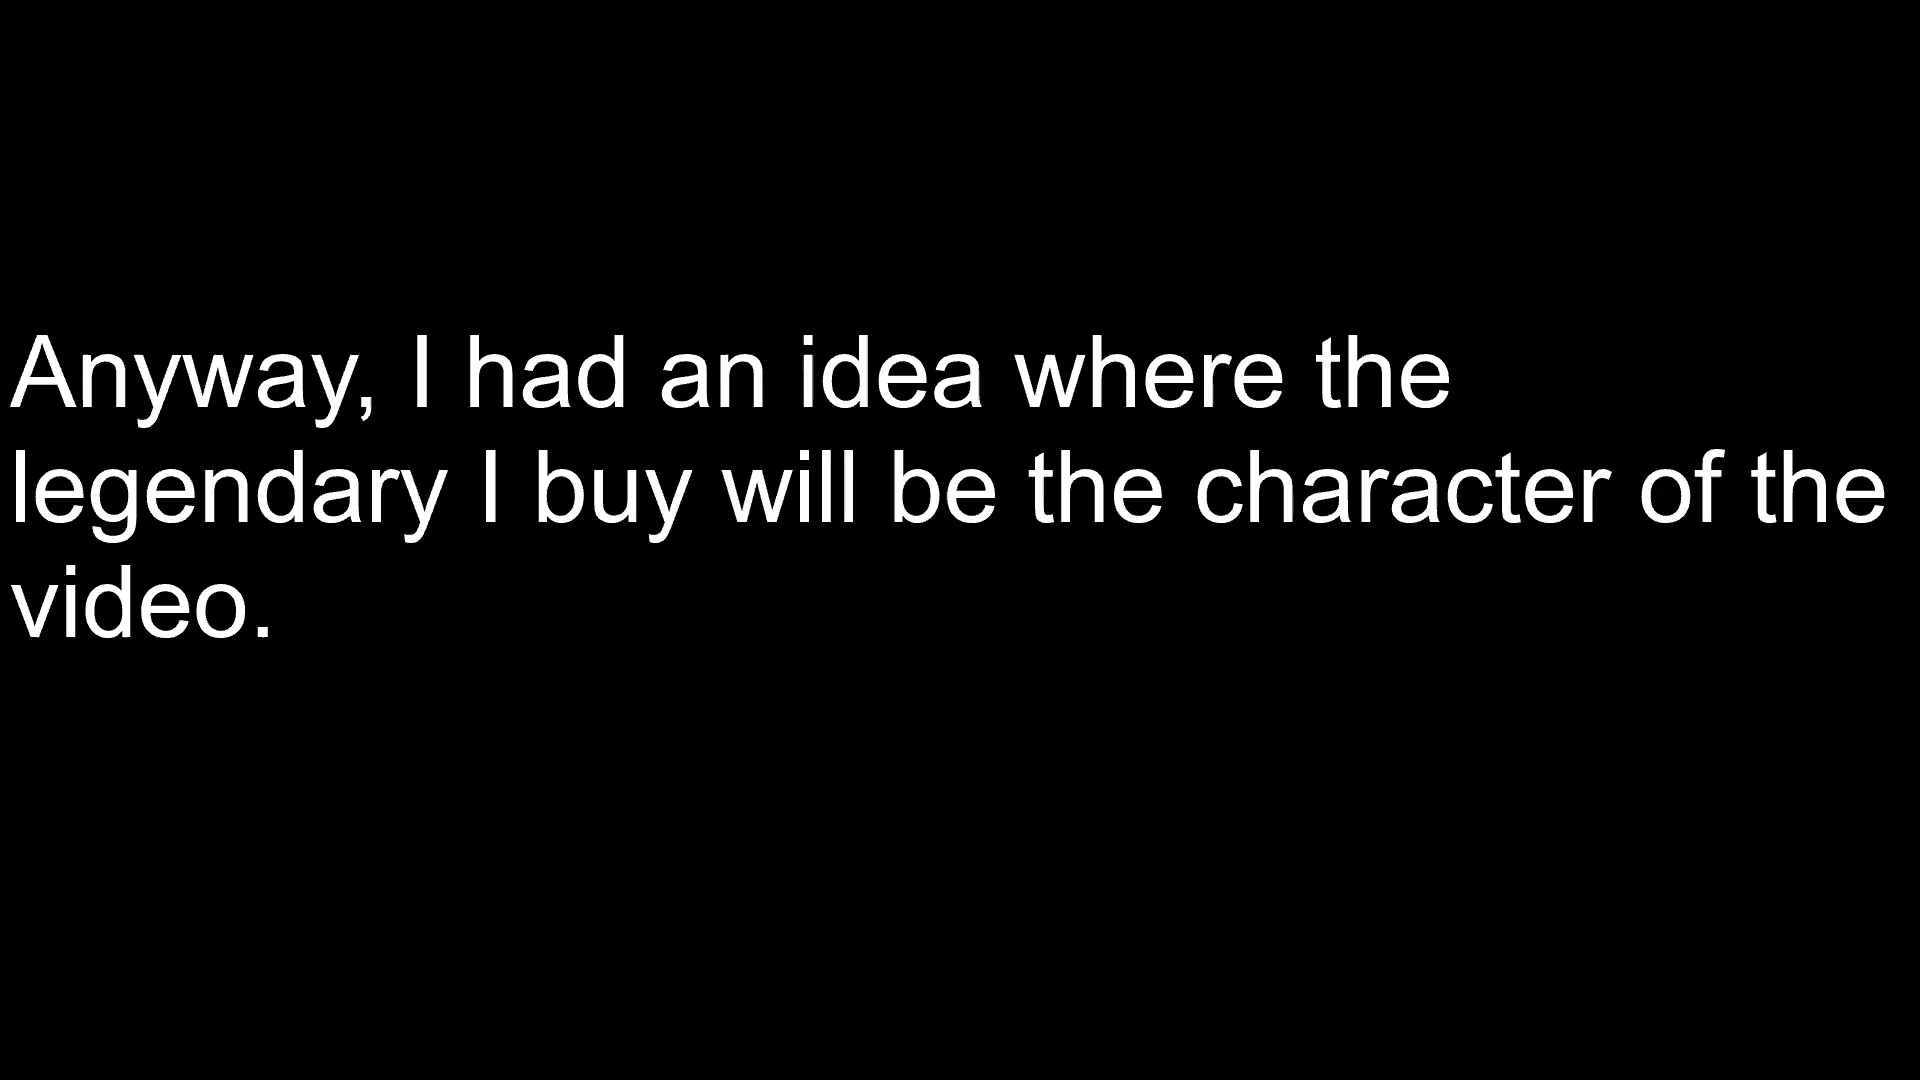 Anyway, I had an idea where the
legendary I buy will be the character of the
video.